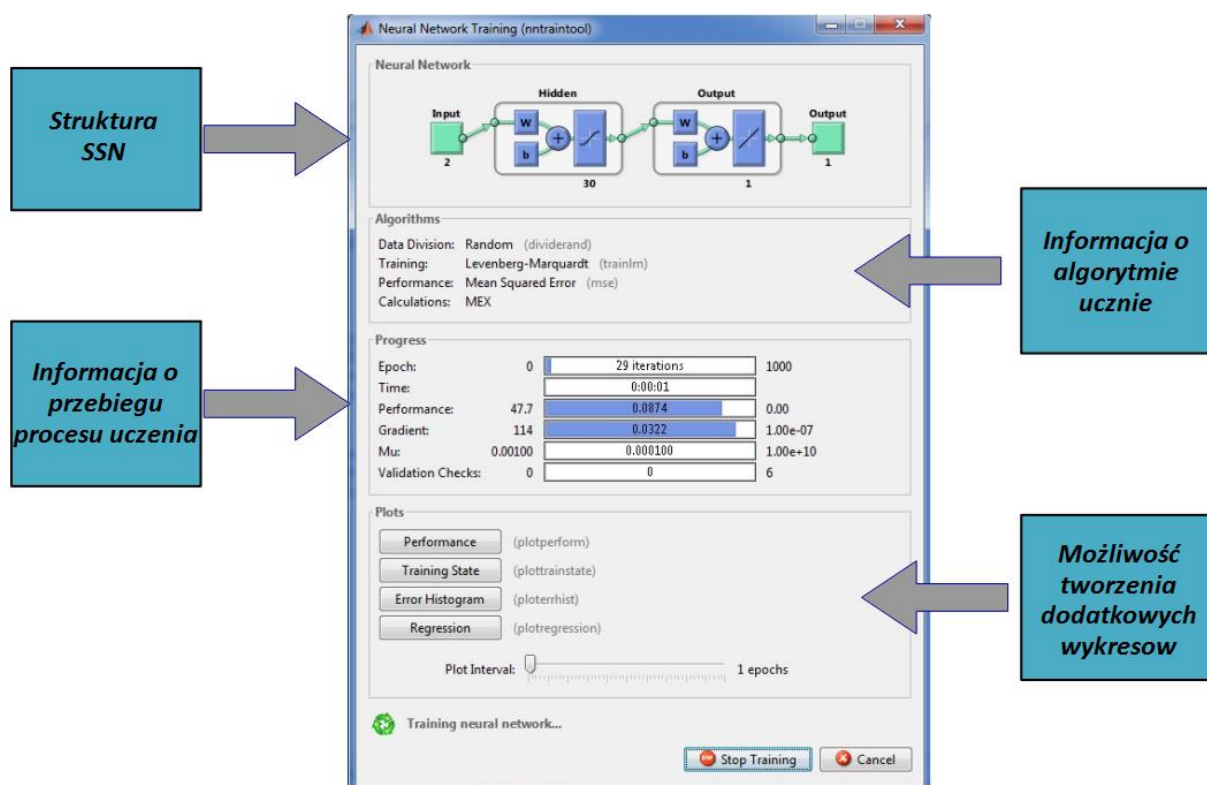 Neural Network Training (nntraintool)
Neural Network
Hidden
Output
Input
Output
W
b
W
b
2
30
1
1
Struktura
SSN
Algorithms
Data Division: Random (dividerand)
Training: Levenberg-Marquardt (trainlm)
Performance: Mean Squared Error (mse)
Calculations: MEX
Informacja o
algorytmie
ucznie
Progress
Epoch: 0 29 iterations 1000
Time: 0:00:01
Performance: 47.7 0.0874 0.00
Gradient: 114 0.0322 1.00e-07
Mu: 0.00100 0.000100 1.00e+10
Validation Checks: 0 0 6
Informacja o
przebiegu
procesu uczenia
Plots
Performance (plotperform)
Training State (plottrainstate)
Error Histogram (ploterrhist)
Regression (plotregression)
Plot Interval: 1 epochs
Możliwość
tworzenia
dodatkowych
wykresow
Training neural network...
Stop Training Cancel